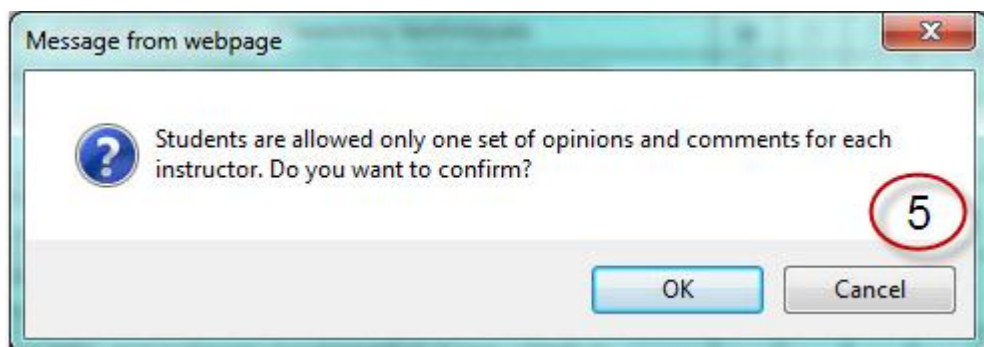 Message from webpage
Students are allowed only one set of opinions and comments for each
instructor. Do you want to confirm?
5
OK
Cancel